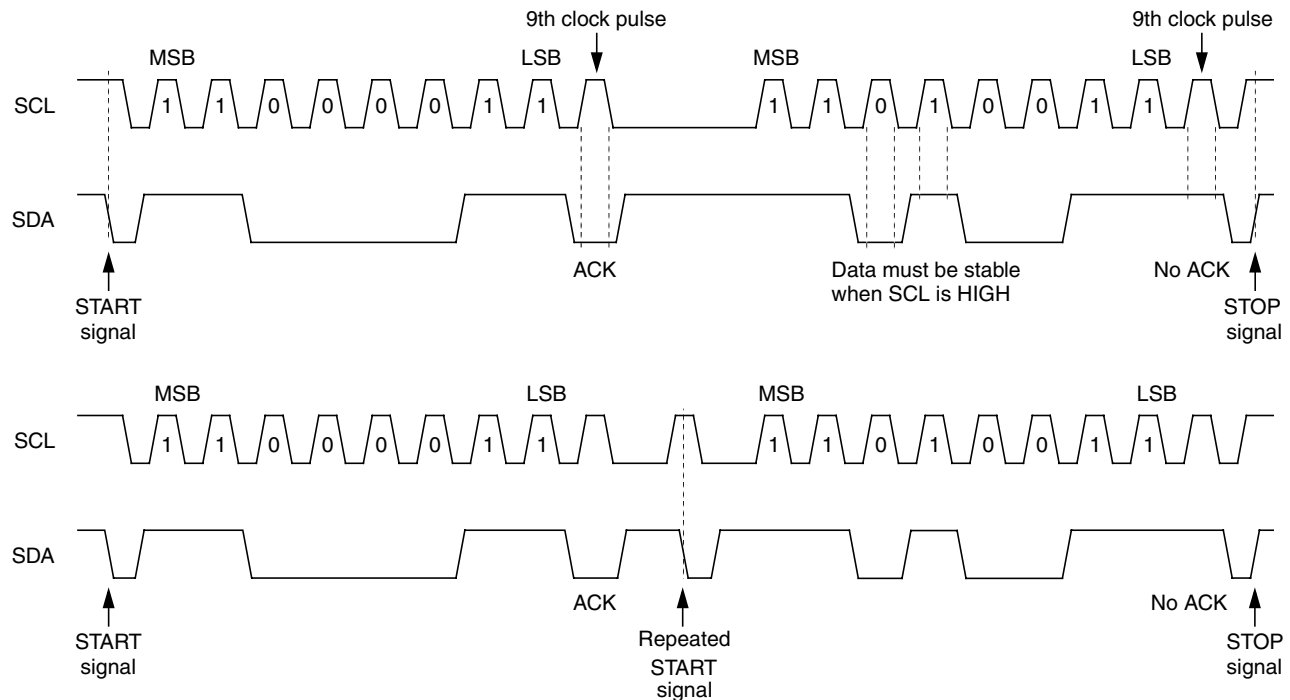 9th clock pulse 9th clock pulse
MSB LSB MSB LSB
SCL 1 1 0 0 0 0 1 1 1 1 0 1 0 0 1 1
SDA
ACK Data must be stable No ACK
when SCL is HIGH
START STOP
signal signal
MSB LSB MSB LSB
SCL 1 1 0 0 0 0 1 1 1 1 0 1 0 0 1 1
SDA
ACK No ACK
START Repeated STOP
signal START signal
signal